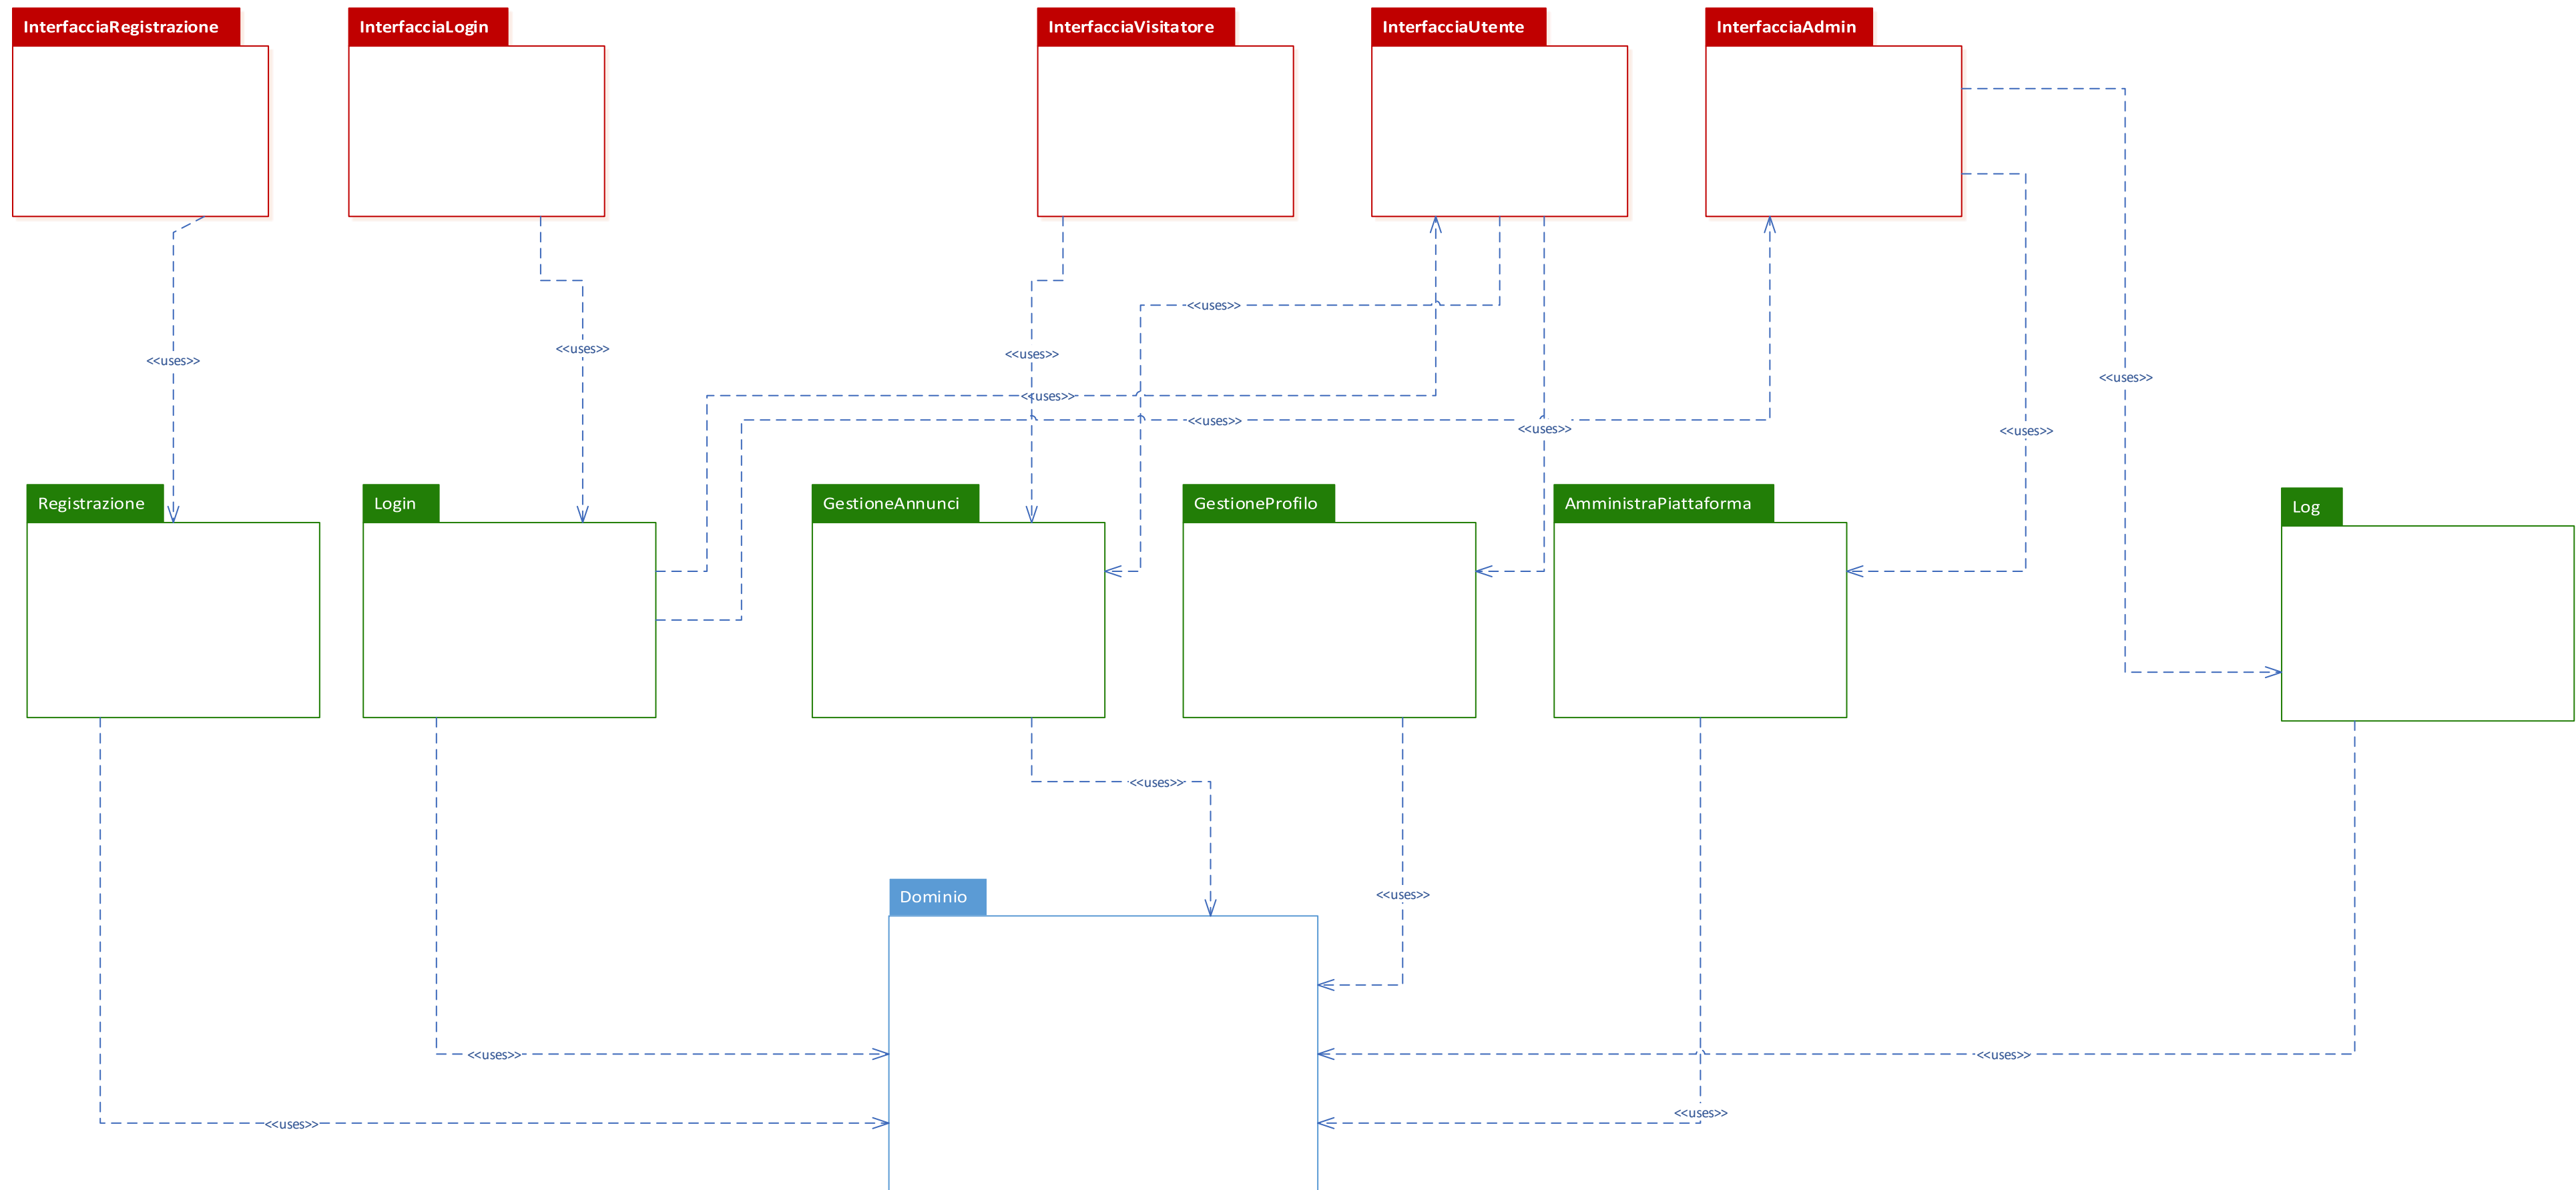 InterfacciaRegistrazione
InterfacciaLogin
InterfacciaVisitatore
InterfacciaUtente
InterfacciaAdmin
<<uses>>
<<uses>>
<<uses>>
<<uses>>
<<uses>>
<<uses>>
<<uses>>
<<uses>>
<<uses>>
<<uses>>
Registrazione
Login
GestioneAnnunci
GestioneProfilo
AmministraPiattaforma
Log
<<uses>>
<<uses>>
Dominio
<<uses>>
<<uses>>
<<uses>>
<<uses>>